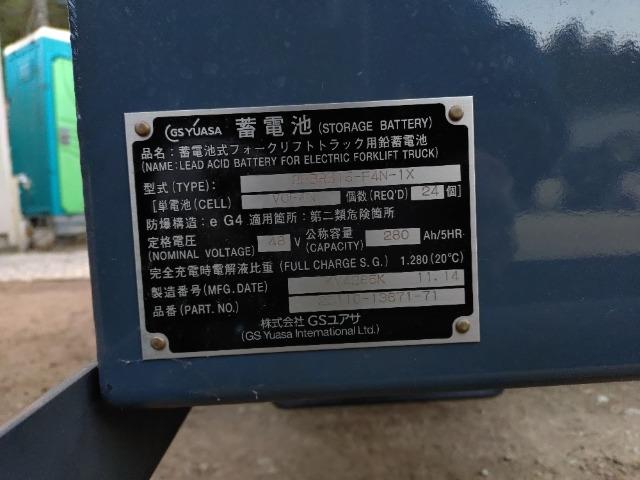 GS YUASA 蓄電池 (STORAGE BATTERY)
品名：蓄電池式フォークリフトトラック用鉛蓄電池
(NAME: LEAD ACID BATTERY FOR ELECTRIC FORKLIFT TRUCK)
型式 (TYPE):
[単電池 (CELL) 個数 (REQ'D) 24 個]
防爆構造：e G4 適用箇所：第二類危険箇所
定格電圧 48 V 公称容量 280 Ah/5HR
(NOMINAL VOLTAGE) (CAPACITY)
完全充電時電解液比重 (FULL CHARGE S.G.) 1.280 (20°C)
製造番号 (MFG. DATE) 11.14
品番 (PART NO.)
株式会社 GSユアサ
(GS Yuasa International Ltd.)